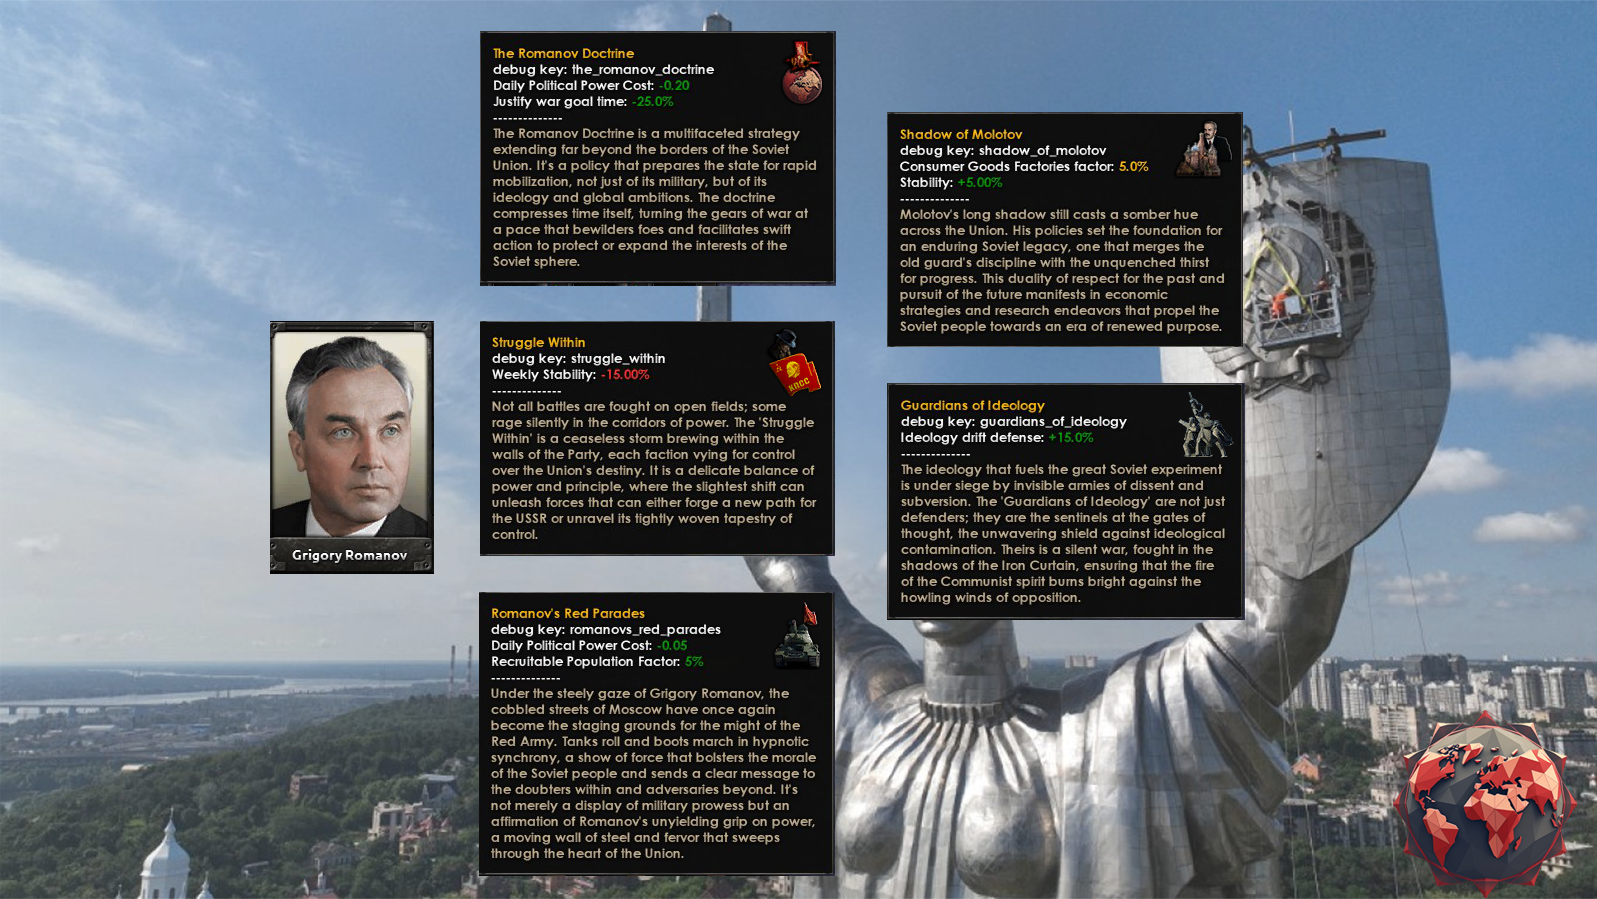 The Romanov Doctrine
debug key: the_romanov_doctrine
Daily Political Power Cost: -0.20
Justify war goal time: -25.0%
--------------
The Romanov Doctrine is a multifaceted strategy
extending far beyond the borders of the Soviet
Union. It's a policy that prepares the state for rapid
mobilization, not just of its military, but of its
ideology and global ambitions. The doctrine
compresses time itself, turning the gears of war at
a pace that bewilders foes and facilitates swift
action to protect or expand the interests of the
Soviet sphere.
Grigory Romanov
Struggle Within
debug key: struggle_within
Weekly Stability: -15.00%
--------------
Not all battles are fought on open fields; some
rage silently in the corridors of power. The 'Struggle
Within' is a ceaseless storm brewing within the
walls of the Party, each faction vying for control
over the Union's destiny. It is a delicate balance of
power and principle, where the slightest shift can
unleash forces that can either forge a new path for
the USSR or unravel its tightly woven tapestry of
control.
КПСС
Romanov's Red Parades
debug key: romanovs_red_parades
Daily Political Power Cost: -0.05
Recruitable Population Factor: 5%
--------------
Under the steely gaze of Grigory Romanov, the
cobbled streets of Moscow have once again
become the staging grounds for the might of the
Red Army. Tanks roll and boots march in hypnotic
synchrony, a show of force that bolsters the morale
of the Soviet people and sends a clear message to
the doubters within and adversaries beyond. It's
not merely a display of military prowess but an
affirmation of Romanov's unyielding grip on power,
a moving wall of steel and fervor that sweeps
through the heart of the Union.
Shadow of Molotov
debug key: shadow_of_molotov
Consumer Goods Factories factor: 5.0%
Stability: +5.00%
--------------
Molotov's long shadow still casts a somber hue
across the Union. His policies set the foundation for
an enduring Soviet legacy, one that merges the
old guard's discipline with the unquenched thirst
for progress. This duality of respect for the past and
pursuit of the future manifests in economic
strategies and research endeavors that propel the
Soviet people towards an era of renewed purpose.
Guardians of Ideology
debug key: guardians_of_ideology
Ideology drift defense: +15.0%
--------------
The ideology that fuels the great Soviet experiment
is under siege by invisible armies of dissent and
subversion. The 'Guardians of Ideology' are not just
defenders; they are the sentinels at the gates of
thought, the unwavering shield against ideological
contamination. Theirs is a silent war, fought in the
shadows of the Iron Curtain, ensuring that the fire
of the Communist spirit burns bright against the
howling winds of opposition.